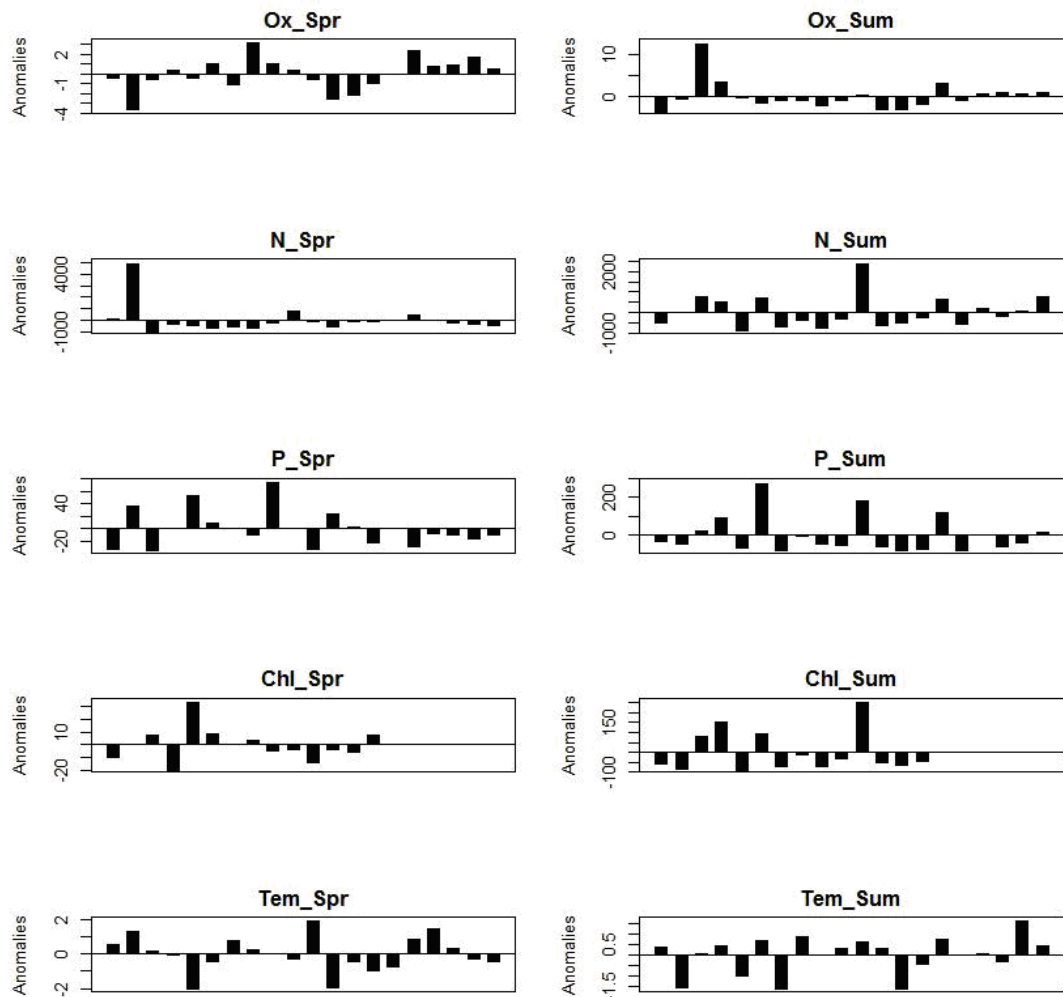 Ox_Spr
Anomalies
2
-1
-4
Ox_Sum
Anomalies
10
0
N_Spr
Anomalies
4000
-1000
N_Sum
Anomalies
2000
-1000
P_Spr
Anomalies
40
-20
P_Sum
Anomalies
200
0
Chl_Spr
Anomalies
10
-20
Chl_Sum
Anomalies
150
-100
Tem_Spr
Anomalies
2
0
-2
Tem_Sum
Anomalies
0.5
-1.5